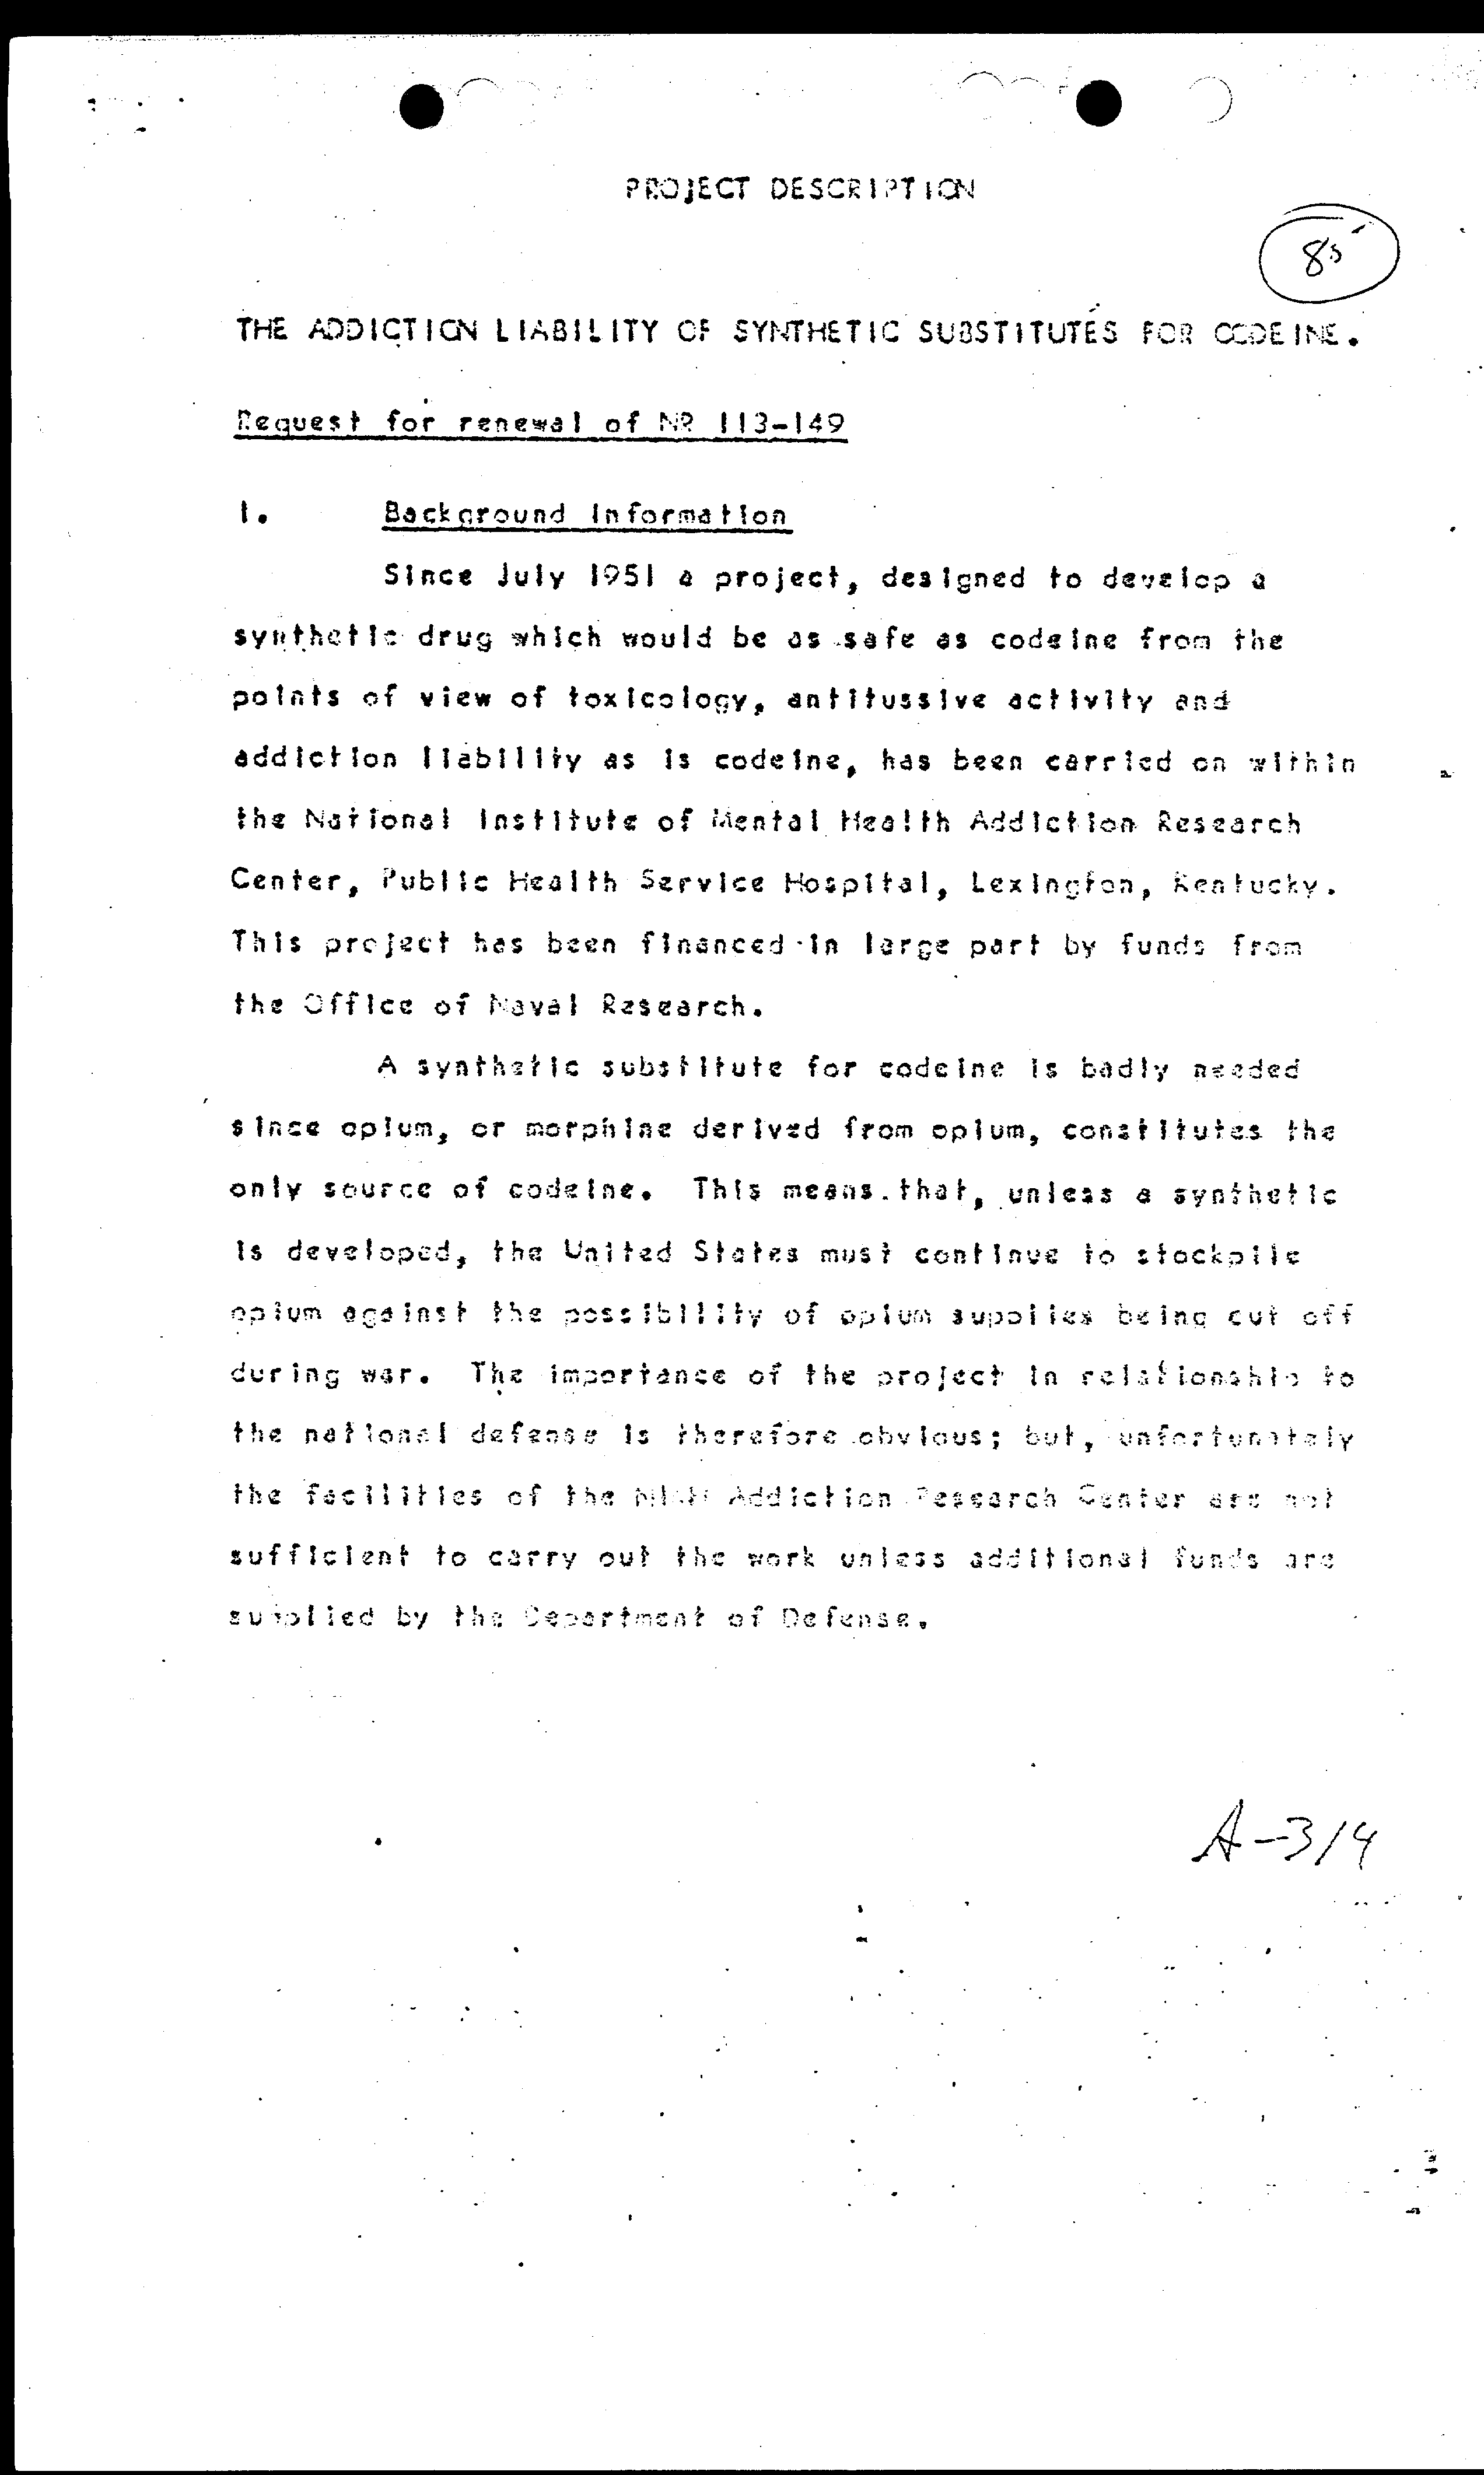 PROJECT DESCRIPTION
85
THE ADDICTION LIABILITY OF SYNTHETIC SUBSTITUTES FOR CODEINE.
Request for renewal of NR 113-149
1. Background Information
Since July 1951 a project, designed to develop a
synthetic drug which would be as safe as codeine from the
points of view of toxicology, antitussive activity and
addiction liability as is codeine, has been carried on within
the National Institute of Mental Health Addiction Research
Center, Public Health Service Hospital, Lexington, Kentucky.
This project has been financed in large part by funds from
the Office of Naval Research.
A synthetic substitute for codeine is badly needed
since opium, or morphine derived from opium, constitutes the
only source of codeine. This means that, unless a synthetic
is developed, the United States must continue to stockpile
opium against the possibility of opium supplies being cut off
during war. The importance of the project in relationship to
the national defense is therefore obvious; but, unfortunately
the facilities of the NIMH Addiction Research Center are not
sufficient to carry out the work unless additional funds are
supplied by the Department of Defense.
A-314